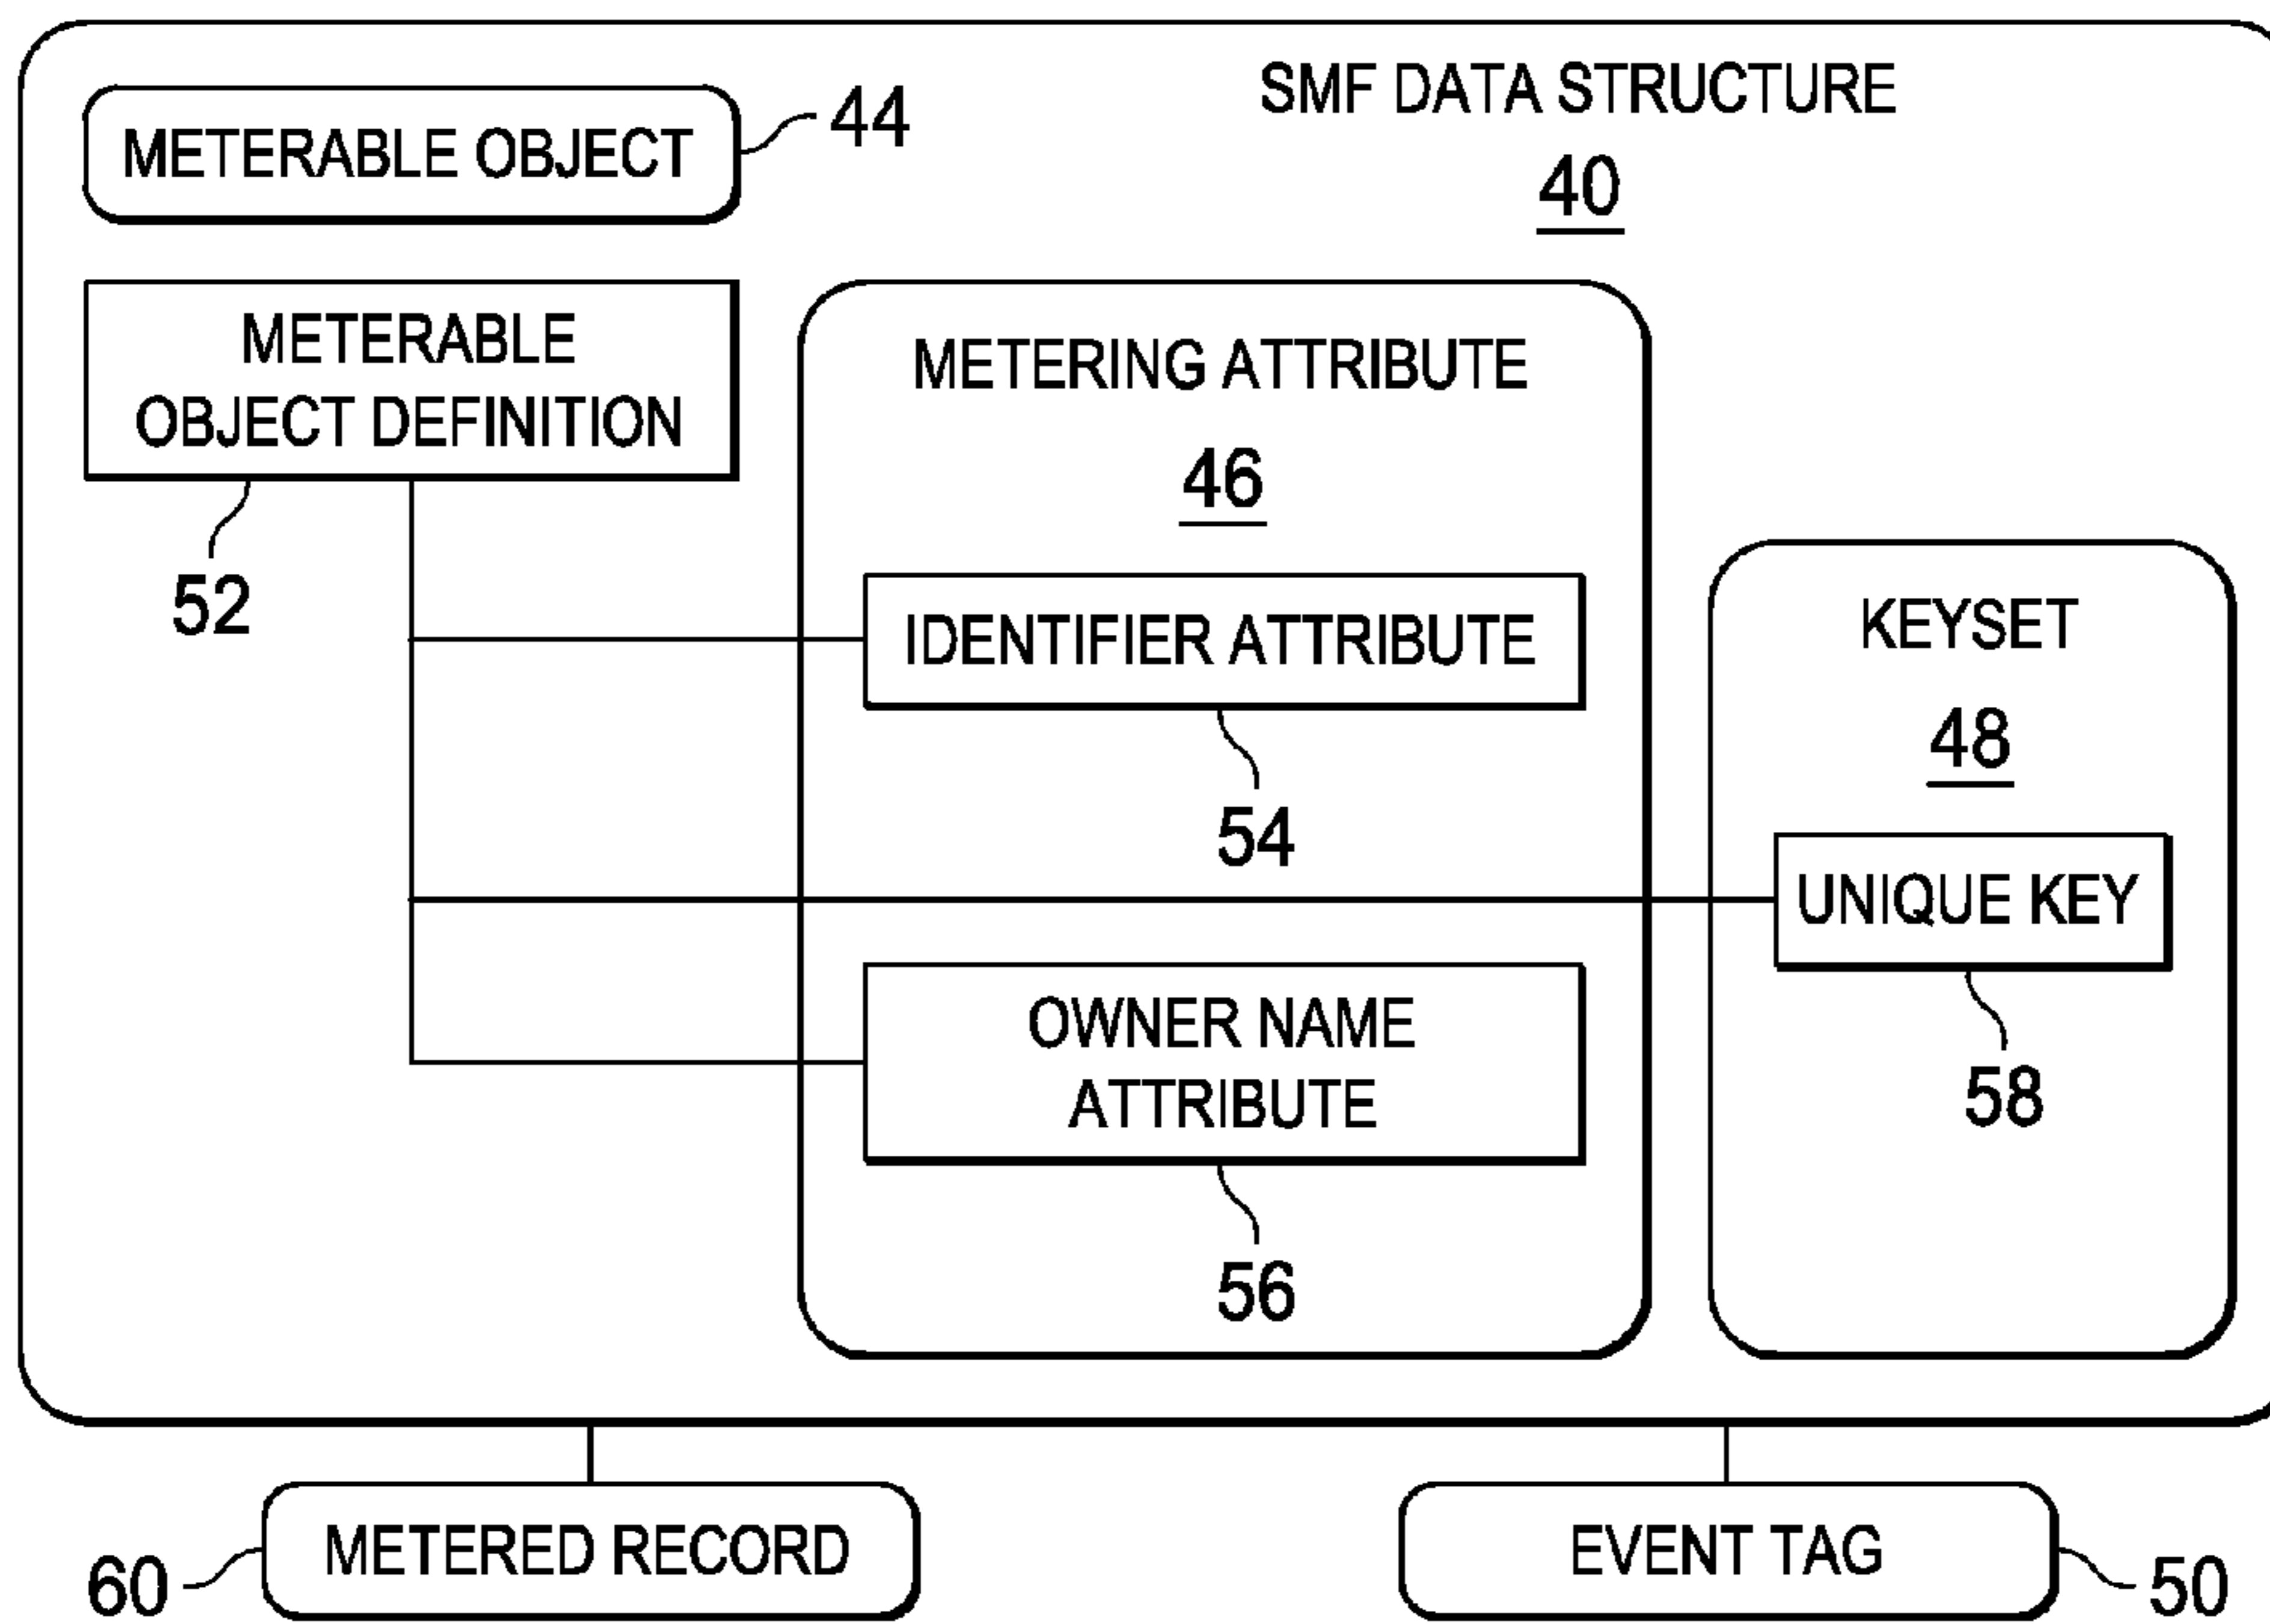 SMF DATA STRUCTURE
40
METERABLE OBJECT
44
METERABLE
OBJECT DEFINITION
52
METERING ATTRIBUTE
46
IDENTIFIER ATTRIBUTE
54
OWNER NAME
ATTRIBUTE
56
KEYSET
48
UNIQUE KEY
58
METERED RECORD
60
EVENT TAG
50